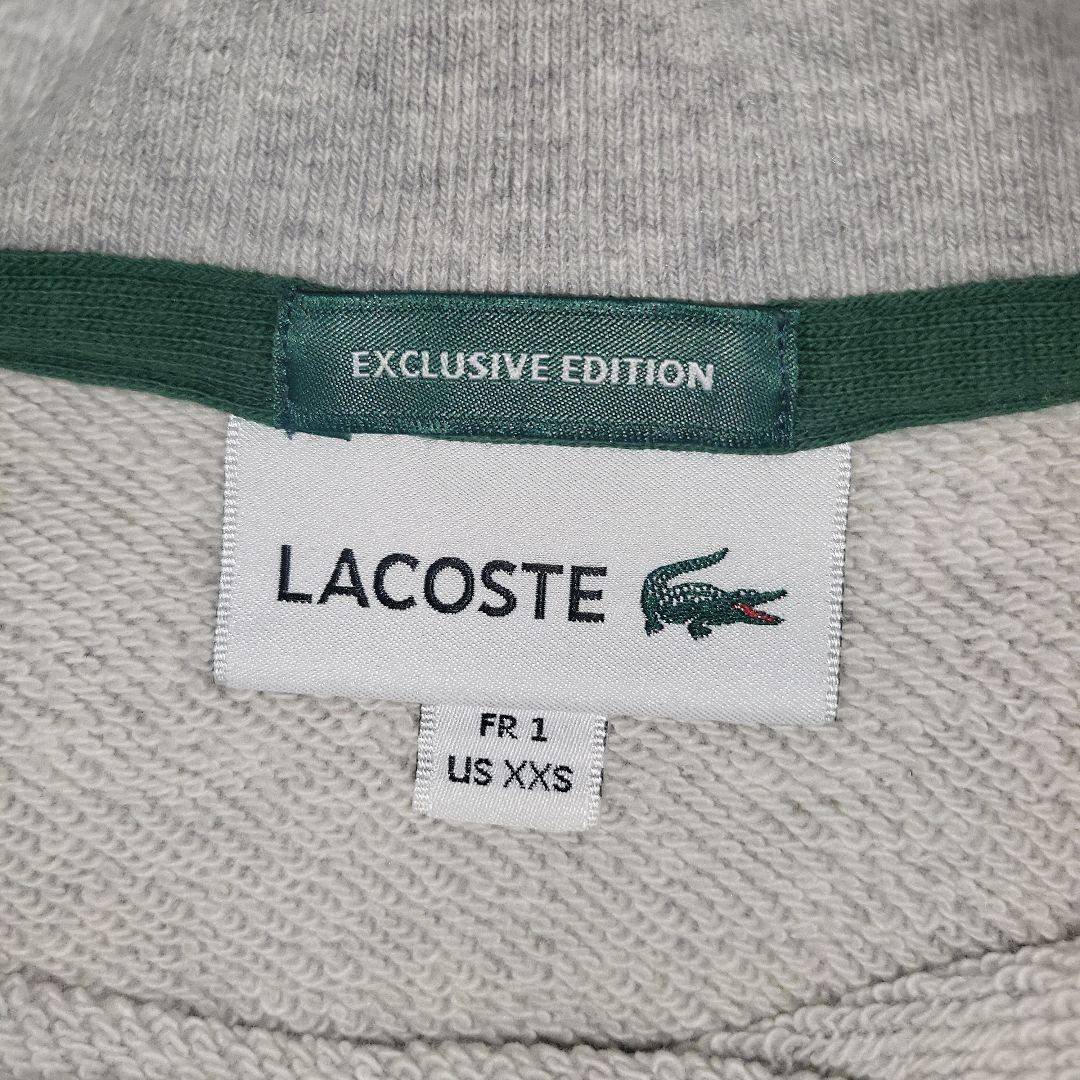 EXCLUSIVE EDITION
LACOSTE
FR 1
US XXS